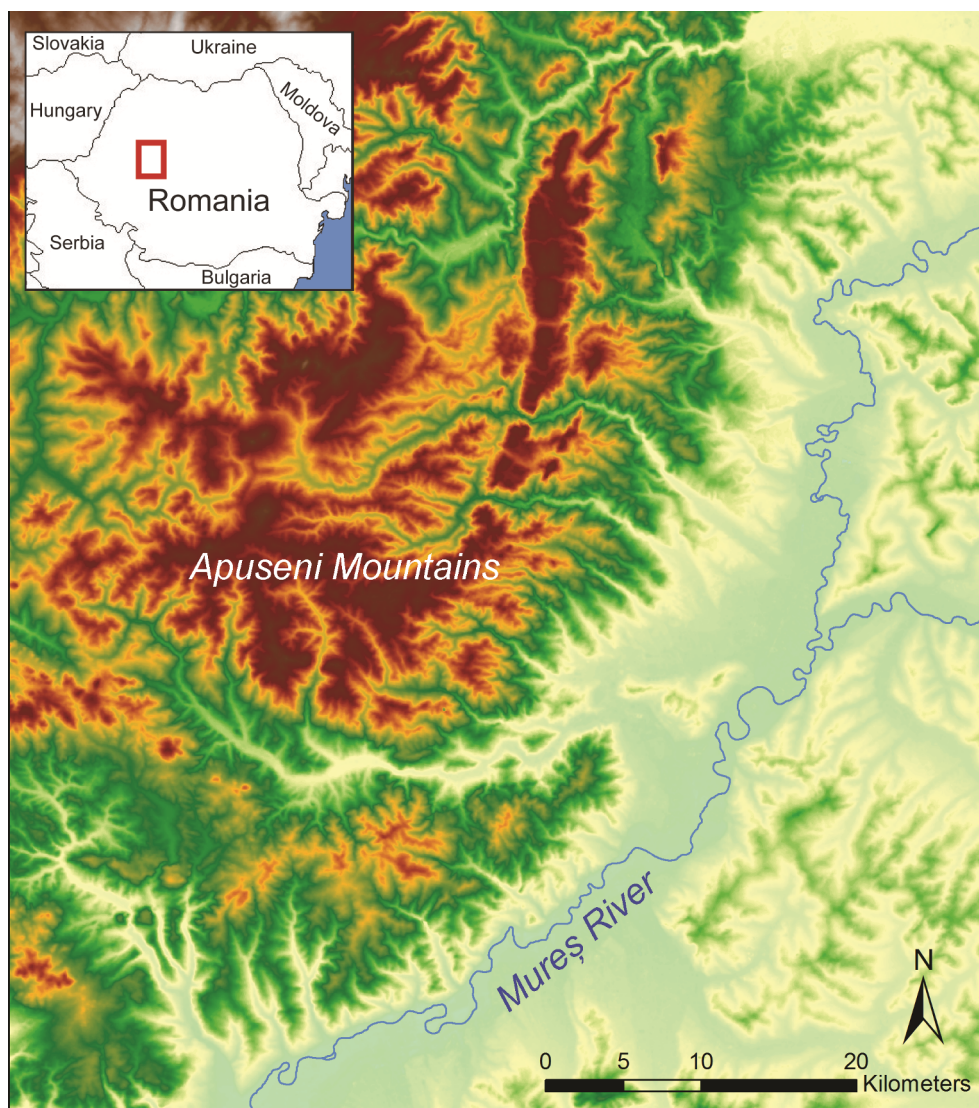 Slovakia
Ukraine
Hungary
Moldova
Romania
Serbia
Bulgaria
Apuseni Mountains
Mureș River
N
0 5 10 20
Kilometers